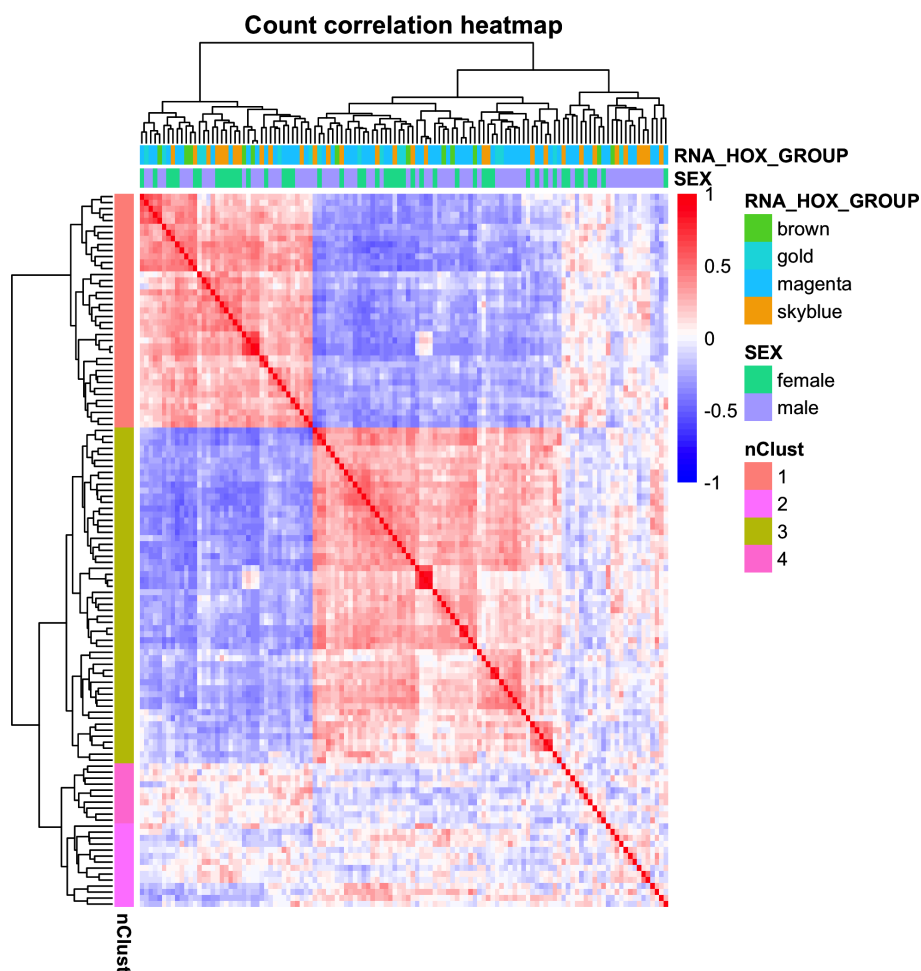 Count correlation heatmap
RNA_HOX_GROUP
SEX
1
0.5
0
-0.5
-1
RNA_HOX_GROUP
brown
gold
magenta
skyblue
SEX
female
male
nClust
1
2
3
4
nClust